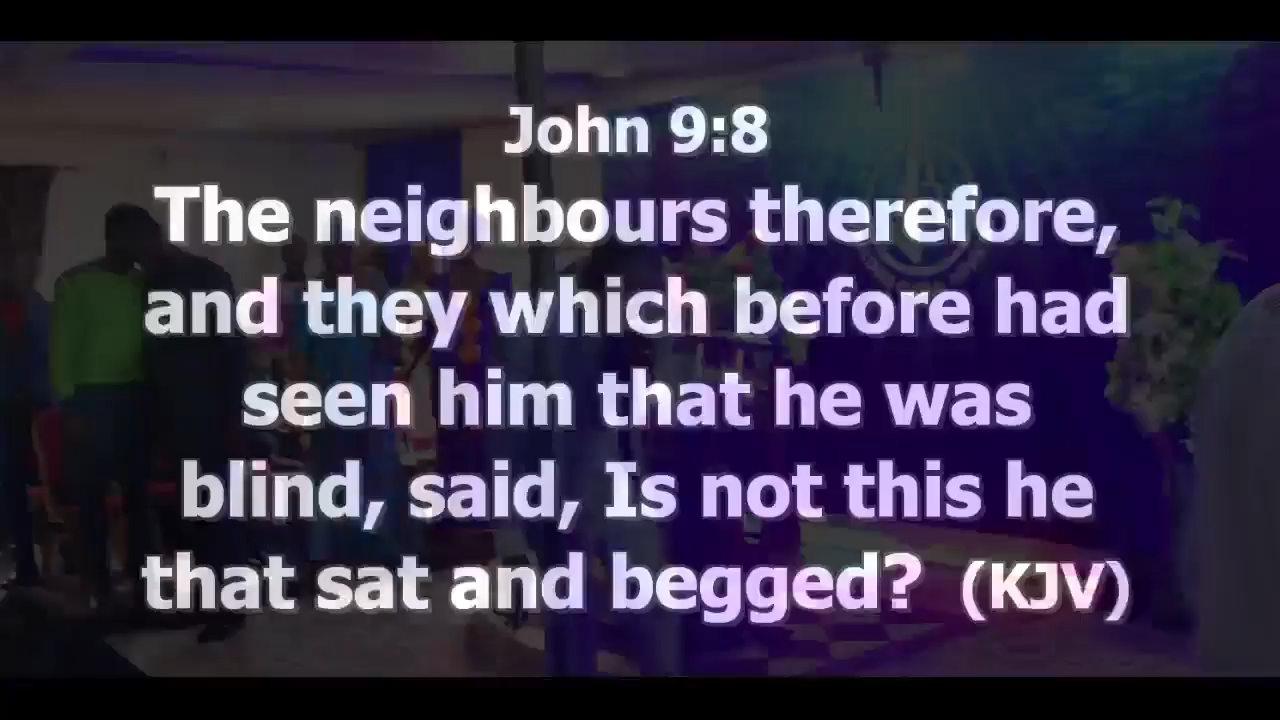 John 9:8
The neighbours therefore,
and they which before had
seen him that he was
blind, said, Is not this he
that sat and begged? (KJV)